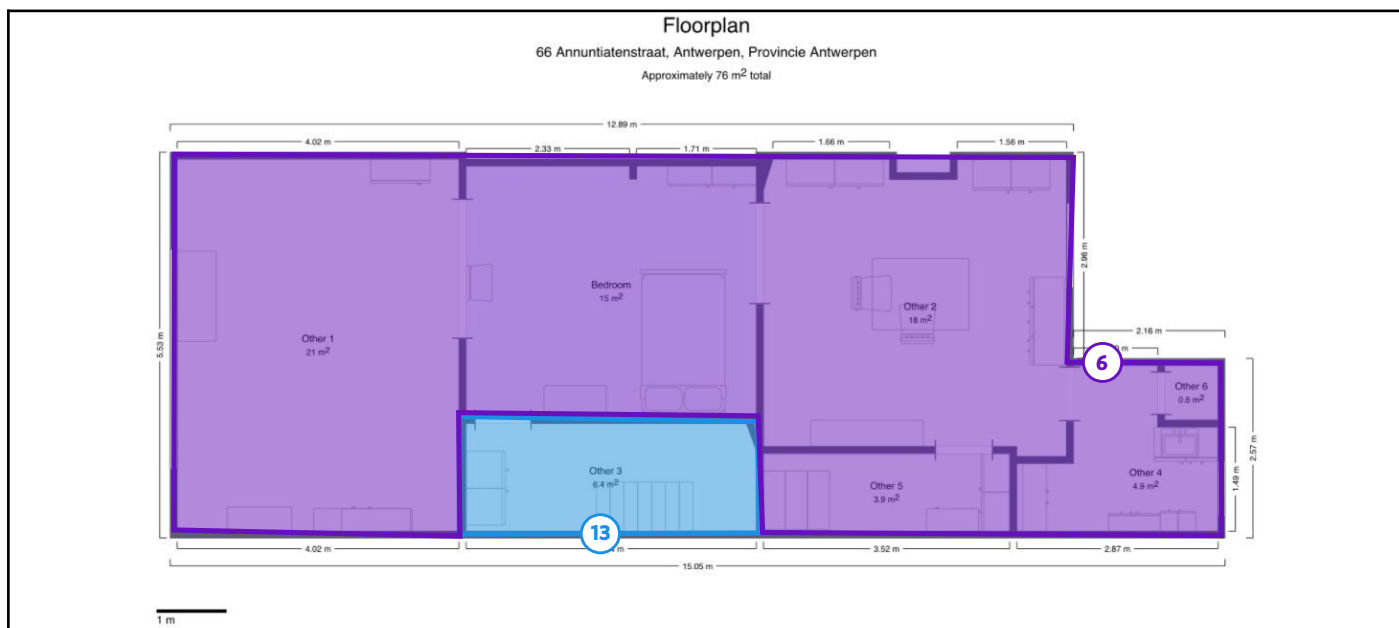 Floorplan
66 Annuntiatenstraat, Antwerpen, Provincie Antwerpen
Approximately 76 m² total
12.89 m
4.02 m
2.33 m
1.71 m
1.66 m
1.56 m
5.53 m
2.96 m
Bedroom
15 m²
Other 2
18 m²
Other 1
21 m²
2.16 m
6
Other 6
0.6 m²
Other 3
6.4 m²
Other 5
3.9 m²
Other 4
4.9 m²
1.49 m
2.57 m
13
4.02 m
3.52 m
2.87 m
15.05 m
1 m